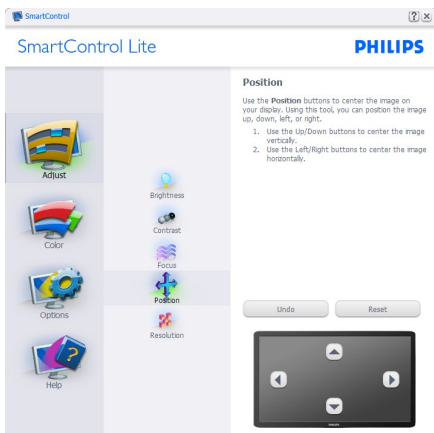 SmartControl
SmartControl Lite
PHILIPS
Adjust
Color
Options
Help
Brightness
Contrast
Focus
Position
Resolution
Position
Use the Position buttons to center the image on
your display. Using this tool, you can position the image
up, down, left, or right.
1. Use the Up/Down buttons to center the image
vertically.
2. Use the Left/Right buttons to center the image
horizontally.
Undo
Reset
PHILIPS